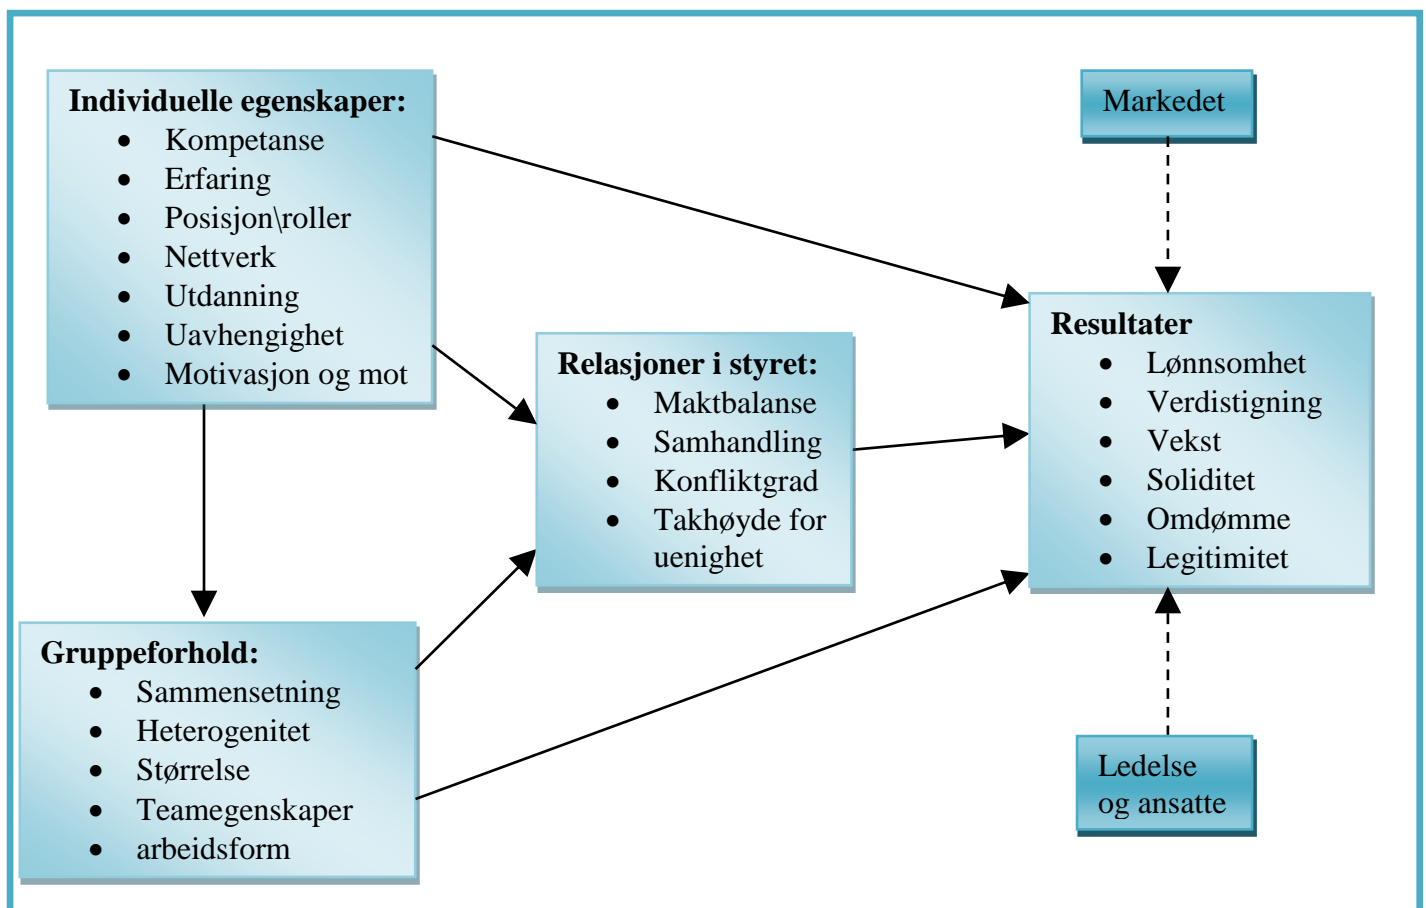 Individuelle egenskaper:
• Kompetanse
• Erfaring
• Posisjon\roller
• Nettverk
• Utdanning
• Uavhengighet
• Motivasjon og mot
Gruppeforhold:
• Sammensetning
• Heterogenitet
• Størrelse
• Teamegenskaper
• arbeidsform
Relasjoner i styret:
• Maktbalanse
• Samhandling
• Konfliktgrad
• Takhøyde for
uenighet
Markedet
Resultater
• Lønnsomhet
• Verdistigning
• Vekst
• Soliditet
• Omdømme
• Legitimitet
Ledelse
og ansatte